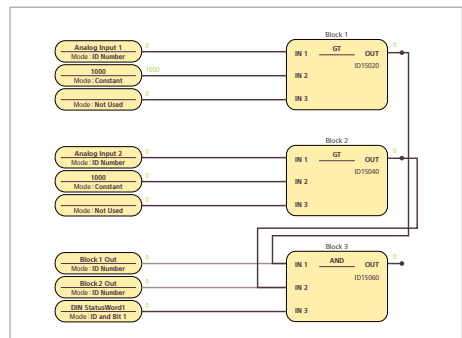 Block 1
Analog Input 1
Mode : ID Number
0
IN 1
GT
OUT
0
ID15020
1000
Mode : Constant
1000
IN 2
Mode : Not Used
0
IN 3
Block 2
Analog Input 2
Mode : ID Number
0
IN 1
GT
OUT
0
ID15040
1000
Mode : Constant
0
IN 2
Mode : Not Used
0
IN 3
Block 3
Block 1 Out
Mode : ID Number
0
IN 1
AND
OUT
0
ID15060
Block 2 Out
Mode : ID Number
0
IN 2
DIN StatusWord1
Mode : ID and Bit 1
0
IN 3